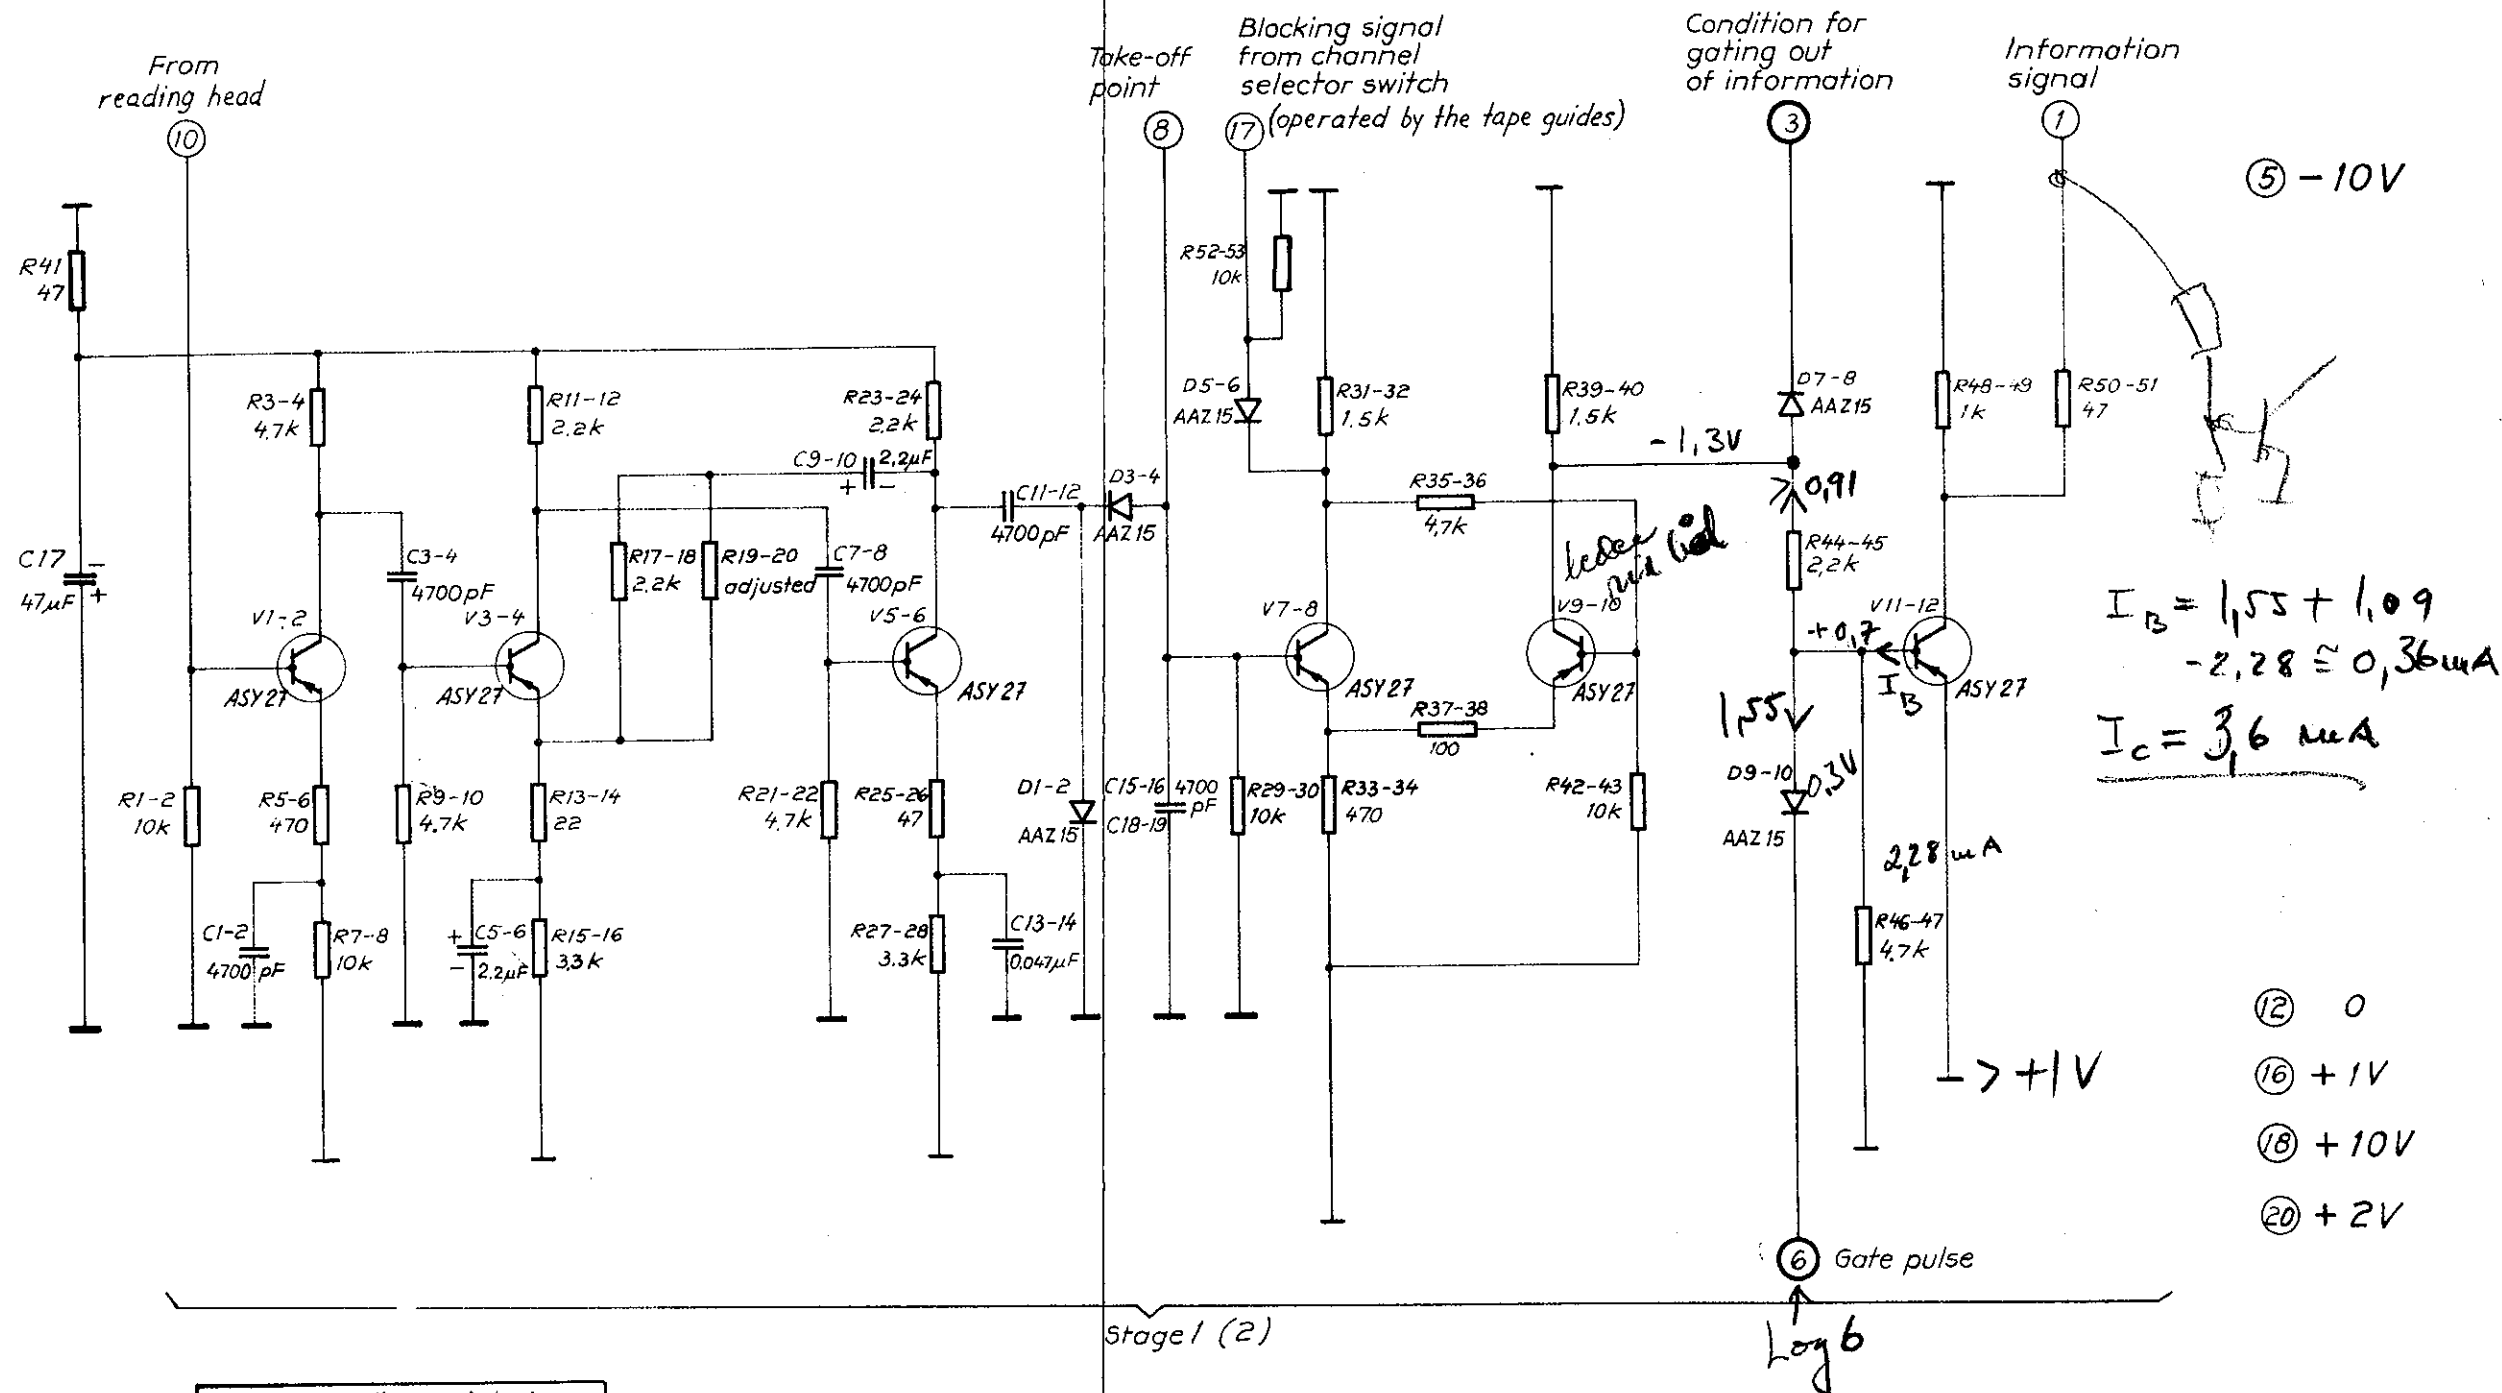 From
reading head
10
Take-off
point
8
Blocking signal
from channel
selector switch
(operated by the tape guides)
17
Condition for
gating out
of information
3
Information
signal
1
5 -10V
R41
47
C17
47µF
-
+
R3-4
4.7k
R11-12
2.2k
R23-24
2.2k
C9-10
2,2µF
+ -
C3-4
4700pF
R17-18
2.2k
R19-20
adjusted
C7-8
4700pF
C11-12
4700pF
D3-4
AAZ15
V1-2
ASY27
V3-4
ASY27
V5-6
ASY27
R1-2
10k
R5-6
470
R9-10
4.7k
R13-14
22
R21-22
4.7k
R25-26
47
D1-2
AAZ15
C1-2
4700pF
R7-8
10k
+
-
C5-6
2.2µF
R15-16
3.3k
R27-28
3.3k
C13-14
0,047µF
R52-53
10k
D5-6
AAZ15
R31-32
1.5k
R39-40
1.5k
-1,3V
D7-8
AAZ15
R48-49
1k
R50-51
47
R35-36
4,7k
0,91
R44-45
2,2k
V7-8
ASY27
V9-10
ASY27
V11-12
ASY27
+0,7
IB
R37-38
100
1,55
C15-16
C18-19
4700
pF
R29-30
10k
R33-34
470
R42-43
10k
D9-10
AAZ15
0,3V
2,28 mA
R46-47
4.7k
IB = 1,55 + 1,09
-2,28 ≅ 0,36mA
Ic = 3,6 mA
-> +1V
12 0
16 +1V
18 +10V
20 +2V
6 Gate pulse
Stage 1 (2)
Log 6